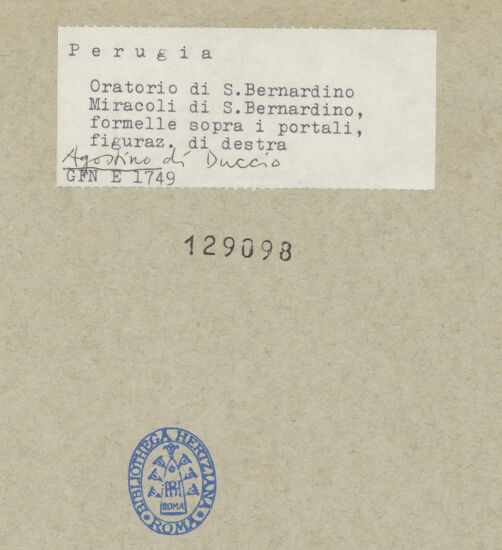 Perugia
Oratorio di S.Bernardino
Miracoli di S.Bernardino,
formelle sopra i portali,
figuraz. di destra
Agostino di Duccio
GFN E 1749
129098
BIBLIOTHECA HERTZIANA
ROMA
ROMA